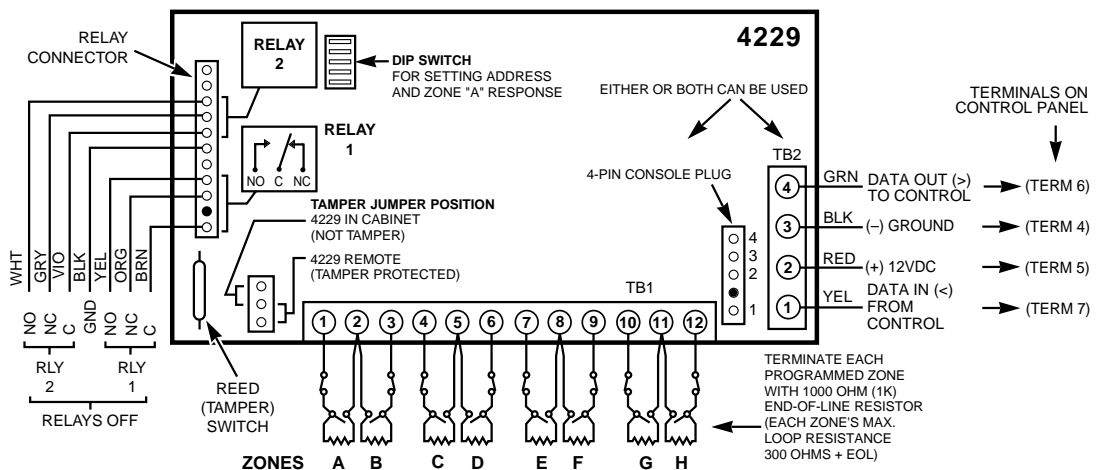 4229
RELAY
CONNECTOR
RELAY
2
DIP SWITCH
FOR SETTING ADDRESS
AND ZONE "A" RESPONSE
EITHER OR BOTH CAN BE USED
TERMINALS ON
CONTROL PANEL
RELAY
1
NO C NC
TB2
4-PIN CONSOLE PLUG
4
3
2
1
4
3
2
1
GRN DATA OUT (>)
TO CONTROL
(TERM 6)
BLK (–) GROUND
(TERM 4)
RED (+) 12VDC
(TERM 5)
YEL DATA IN (<)
FROM
CONTROL
(TERM 7)
TAMPER JUMPER POSITION
4229 IN CABINET
(NOT TAMPER)
4229 REMOTE
(TAMPER PROTECTED)
WHT GRY VIO BLK YEL ORG BRN
NO NC C GND NO NC C
RLY
2
RLY
1
RELAYS OFF
REED
(TAMPER)
SWITCH
TB1
1 2 3 4 5 6 7 8 9 10 11 12
TERMINATE EACH
PROGRAMMED ZONE
WITH 1000 OHM (1K)
END-OF-LINE RESISTOR
(EACH ZONE'S MAX.
LOOP RESISTANCE
300 OHMS + EOL)
ZONES A B C D E F G H